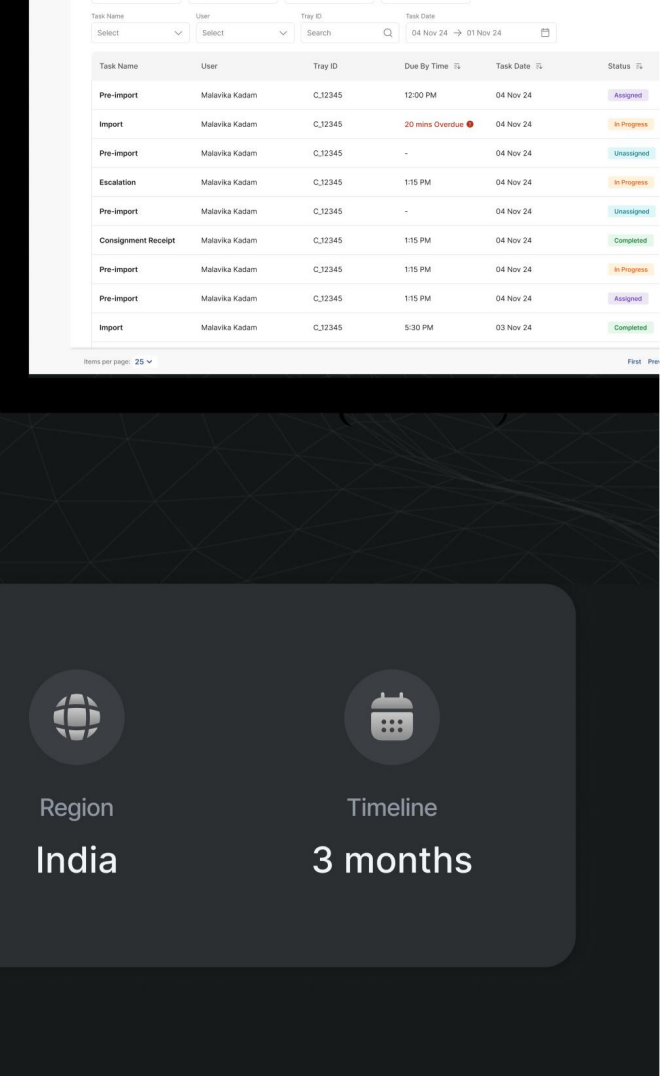 Task Name User Tray ID Task Date
Select Select Search 04 Nov 24 → 01 Nov 24
Task Name User Tray ID Due By Time Task Date Status
Pre-import Malavika Kadam C_12345 12:00 PM 04 Nov 24 Assigned
Import Malavika Kadam C_12345 20 mins Overdue 04 Nov 24 In Progress
Pre-import Malavika Kadam C_12345 - 04 Nov 24 Unassigned
Escalation Malavika Kadam C_12345 1:15 PM 04 Nov 24 In Progress
Pre-import Malavika Kadam C_12345 - 04 Nov 24 Unassigned
Consignment Receipt Malavika Kadam C_12345 1:15 PM 04 Nov 24 Completed
Pre-import Malavika Kadam C_12345 1:15 PM 04 Nov 24 In Progress
Pre-import Malavika Kadam C_12345 1:15 PM 04 Nov 24 Assigned
Import Malavika Kadam C_12345 5:30 PM 03 Nov 24 Completed
Items per page: 25 First Prev
Region Timeline
India 3 months